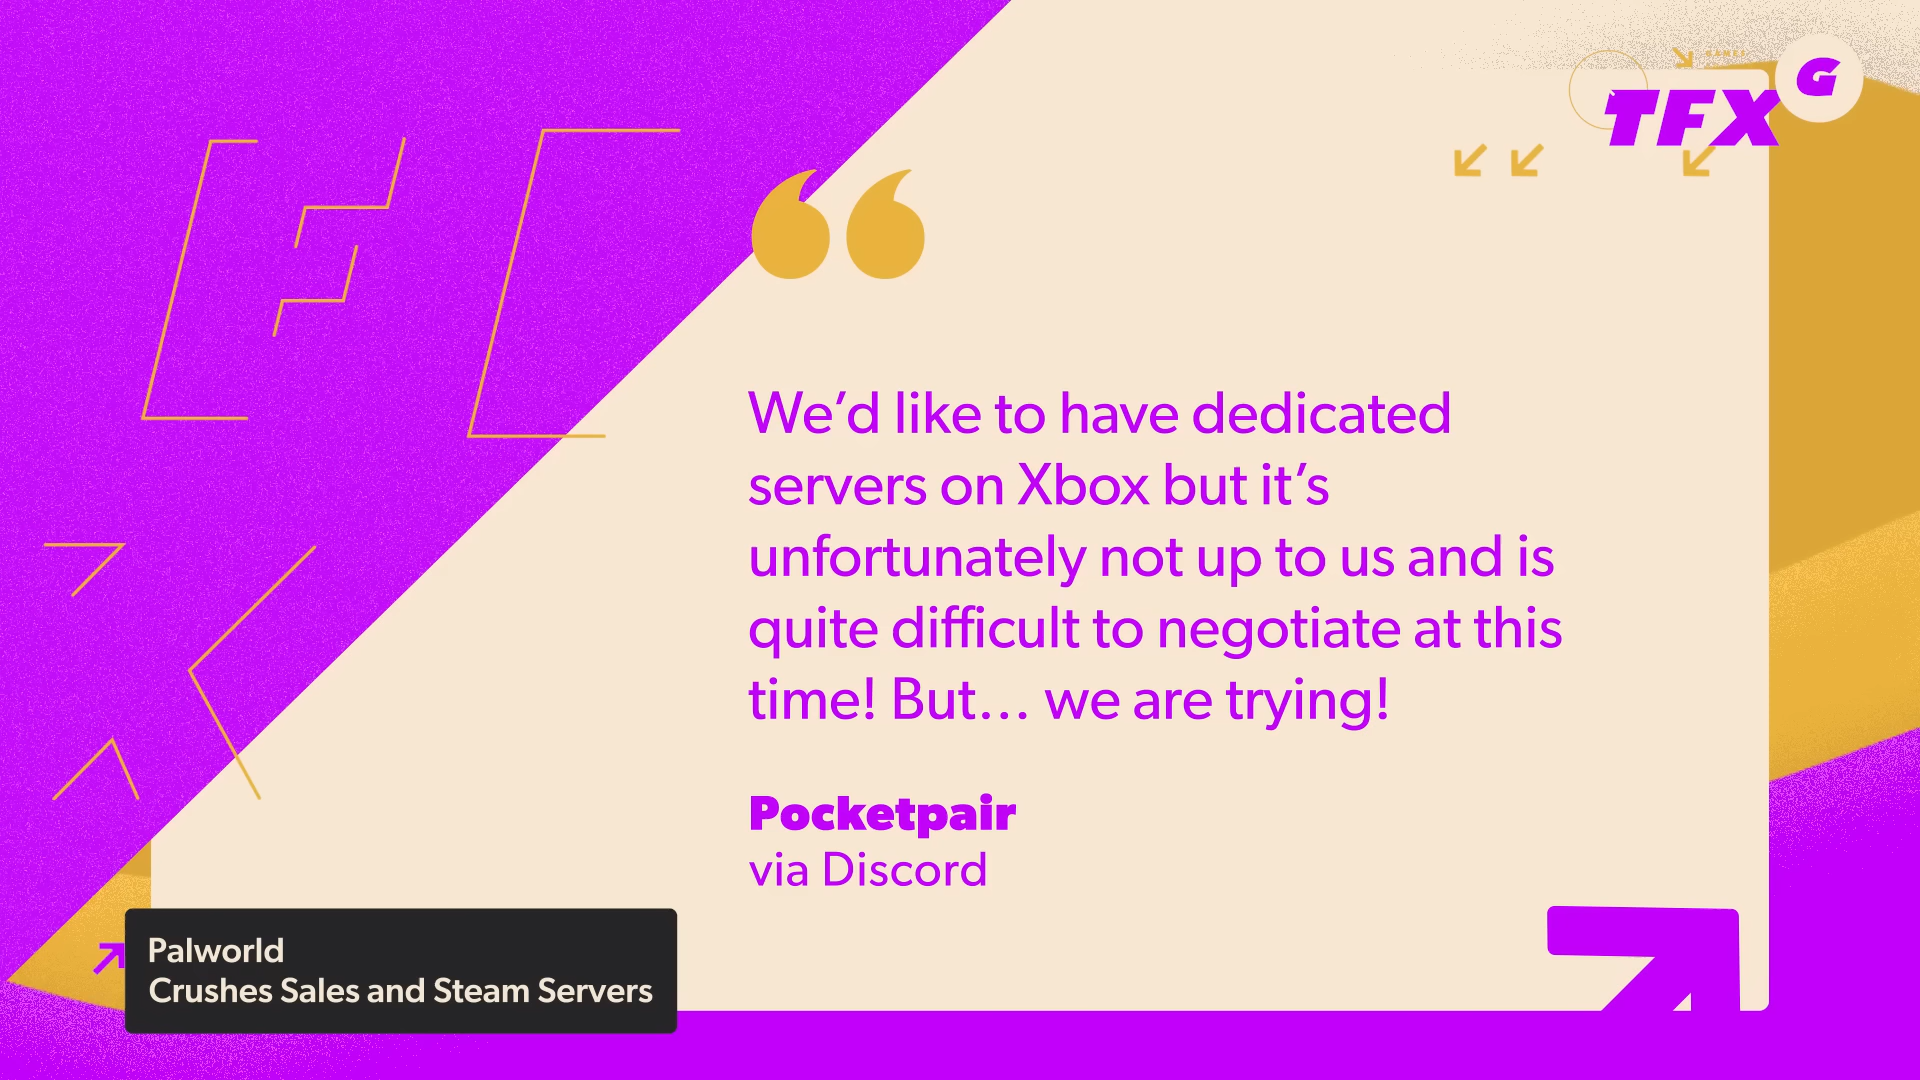 GAMES
TFX
G
We’d like to have dedicated
servers on Xbox but it’s
unfortunately not up to us and is
quite difficult to negotiate at this
time! But… we are trying!
Pocketpair
via Discord
Palworld
Crushes Sales and Steam Servers